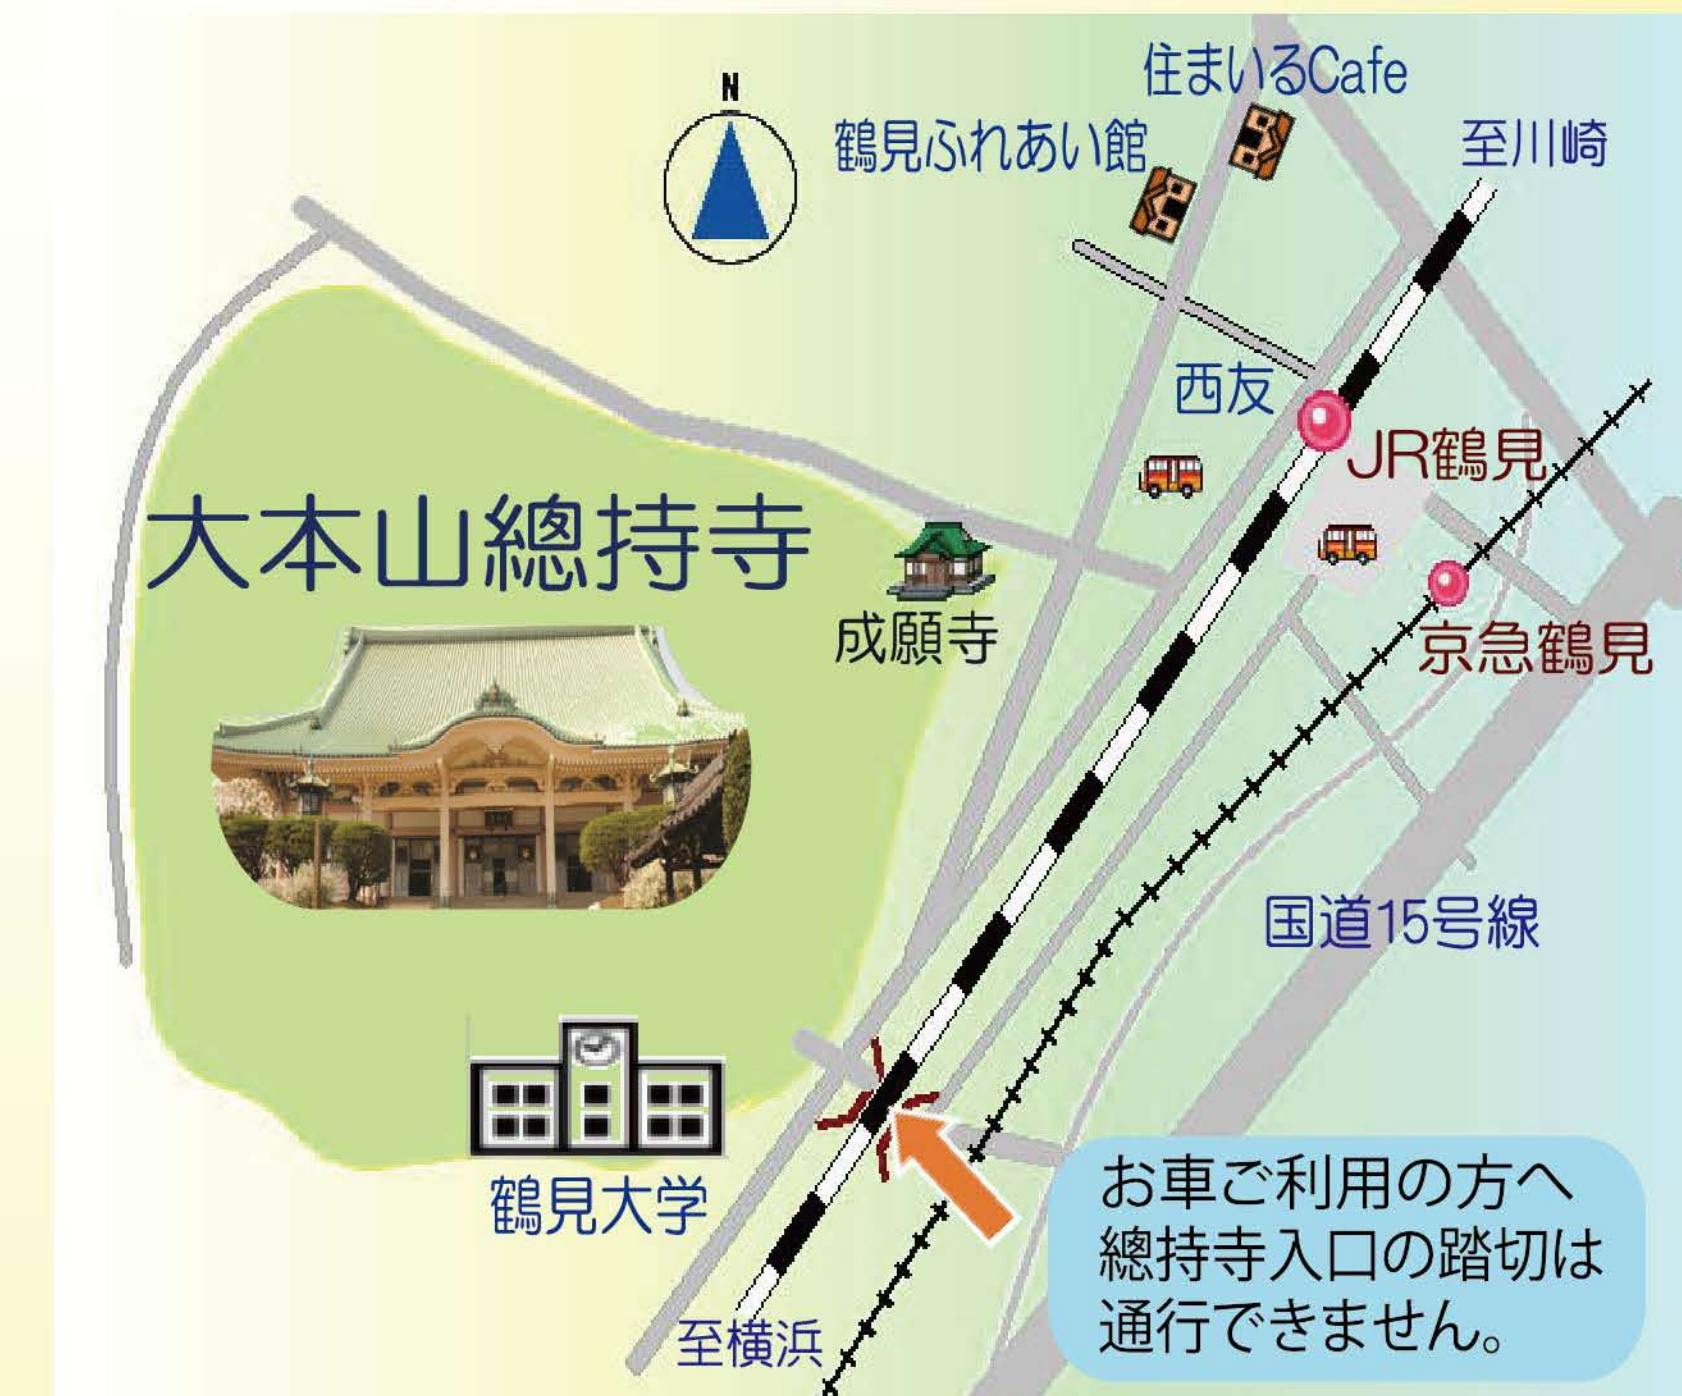 住まいるCafe
N
鶴見ふれあい館
至川崎
西友
JR鶴見
大本山總持寺
成願寺
京急鶴見
国道15号線
鶴見大学
お車ご利用の方へ
總持寺入口の踏切は
通行できません。
至横浜